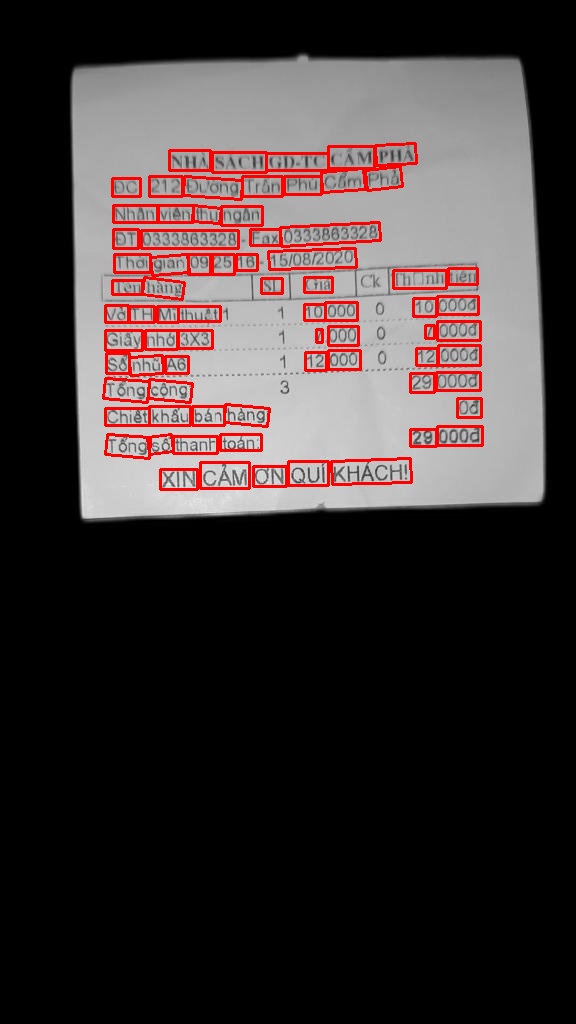 NHÀ SÁCH GD-TC CẨM PHẢ
ĐC 212 Đường Trần Phú Cẩm Phả
Nhân viên thu ngân
ĐT 0333863328 - Fax 0333863328
Thời gian 09 25 16 - 15/08/2020
Tên hàng SL Giá Ck Th□nh tiền
Vở TH Mĩ thuật 1 1 10 000 0 10 000đ
Giấy nhớ 3X3 1 000 0 000đ
Sổ nhữ A6 1 12 000 0 12 000đ
Tổng cộng 3 29 000đ
Chiết khấu bán hàng 0đ
Tổng số thanh toán: 29 000đ
XIN CẢM ƠN QUÍ KHÁCH!